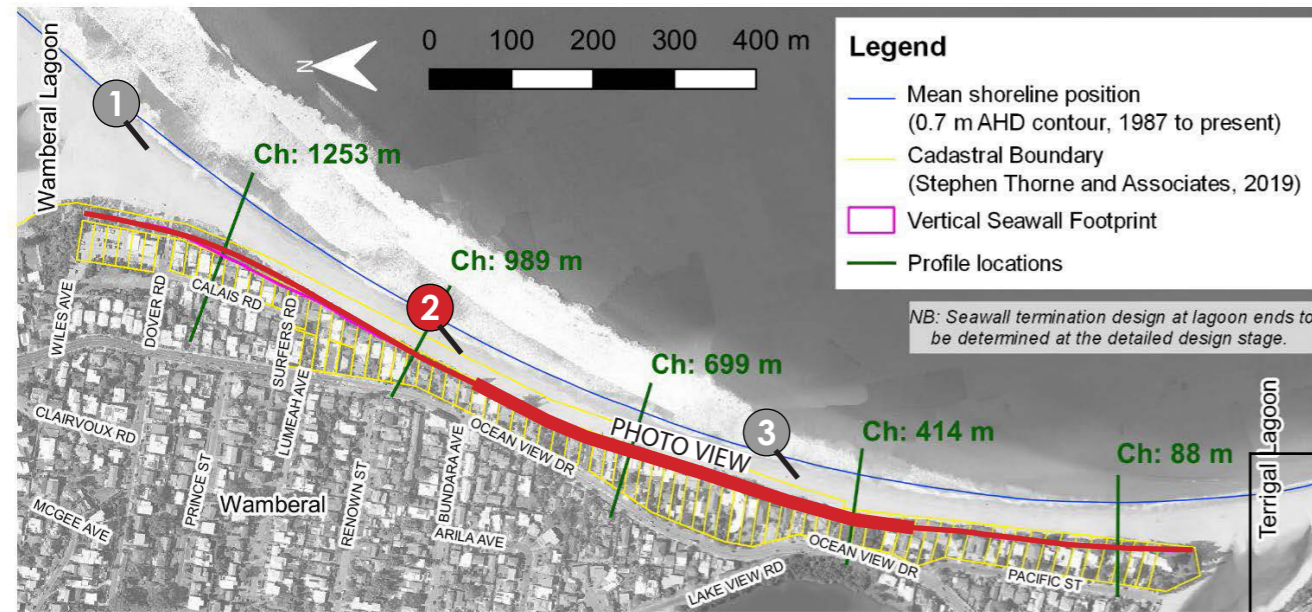 Wamberal Lagoon
1
N
0 100 200 300 400 m
Legend
Mean shoreline position
(0.7 m AHD contour, 1987 to present)
Cadastral Boundary
(Stephen Thorne and Associates, 2019)
Vertical Seawall Footprint
Profile locations
NB: Seawall termination design at lagoon ends to
be determined at the detailed design stage.
Ch: 1253 m
Ch: 989 m
2
Ch: 699 m
3
PHOTO VIEW
Ch: 414 m
Ch: 88 m
Terrigal Lagoon
WILES AVE
DOVER RD
CALAIS RD
SURFERS RD
LUMEAH AVE
CLAIRVOUX RD
PRINCE ST
MCGEE AVE
Wamberal
RENOWN ST
BUNDARA AVE
ARILA AVE
OCEAN VIEW DR
LAKE VIEW RD
OCEAN VIEW DR
PACIFIC ST